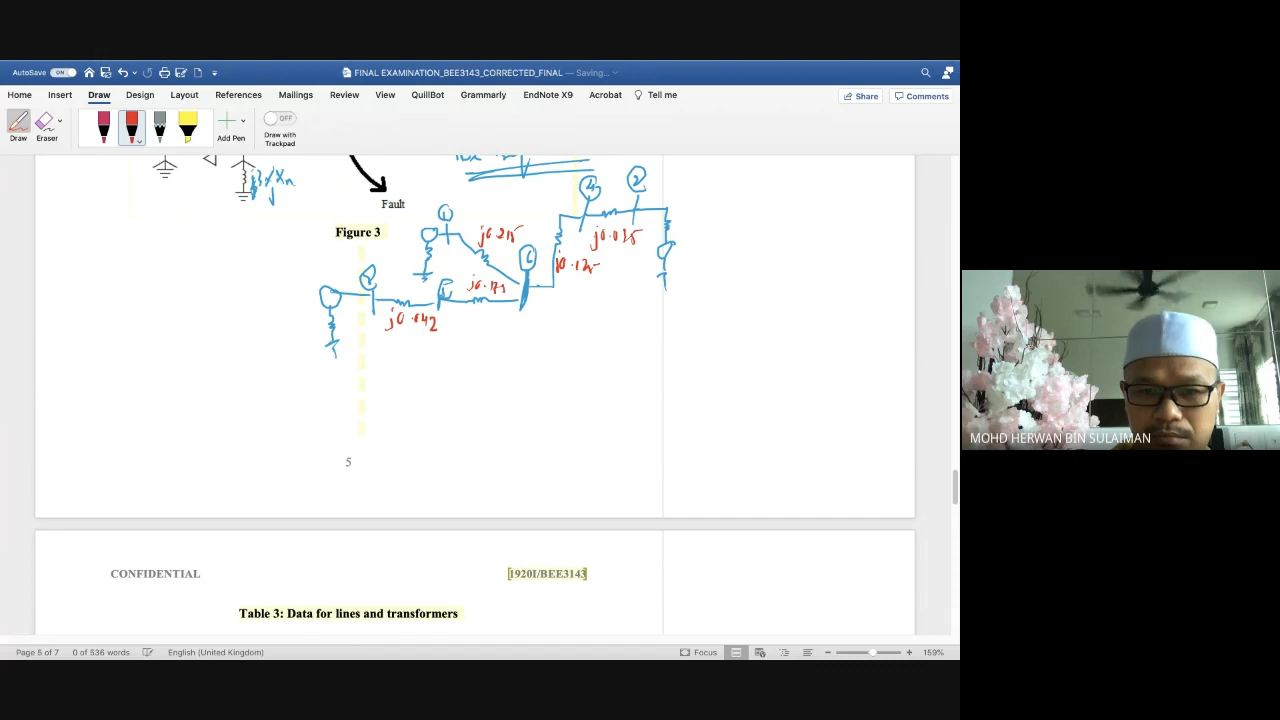 AutoSave ON FINAL EXAMINATION_BEE3143_CORRECTED_FINAL — Saving...
Home Insert Draw Design Layout References Mailings Review View QuillBot Grammarly EndNote X9 Acrobat Tell me Share Comments
OFF
Draw Eraser Add Pen Draw with Trackpad
Fault
Figure 3
j0.215
j0.035
j0.042
2
5
CONFIDENTIAL [1920I/BEE3143]
Table 3: Data for lines and transformers
MOHD HERWAN BIN SULAIMAN
Page 5 of 7 0 of 536 words English (United Kingdom) Focus 159%